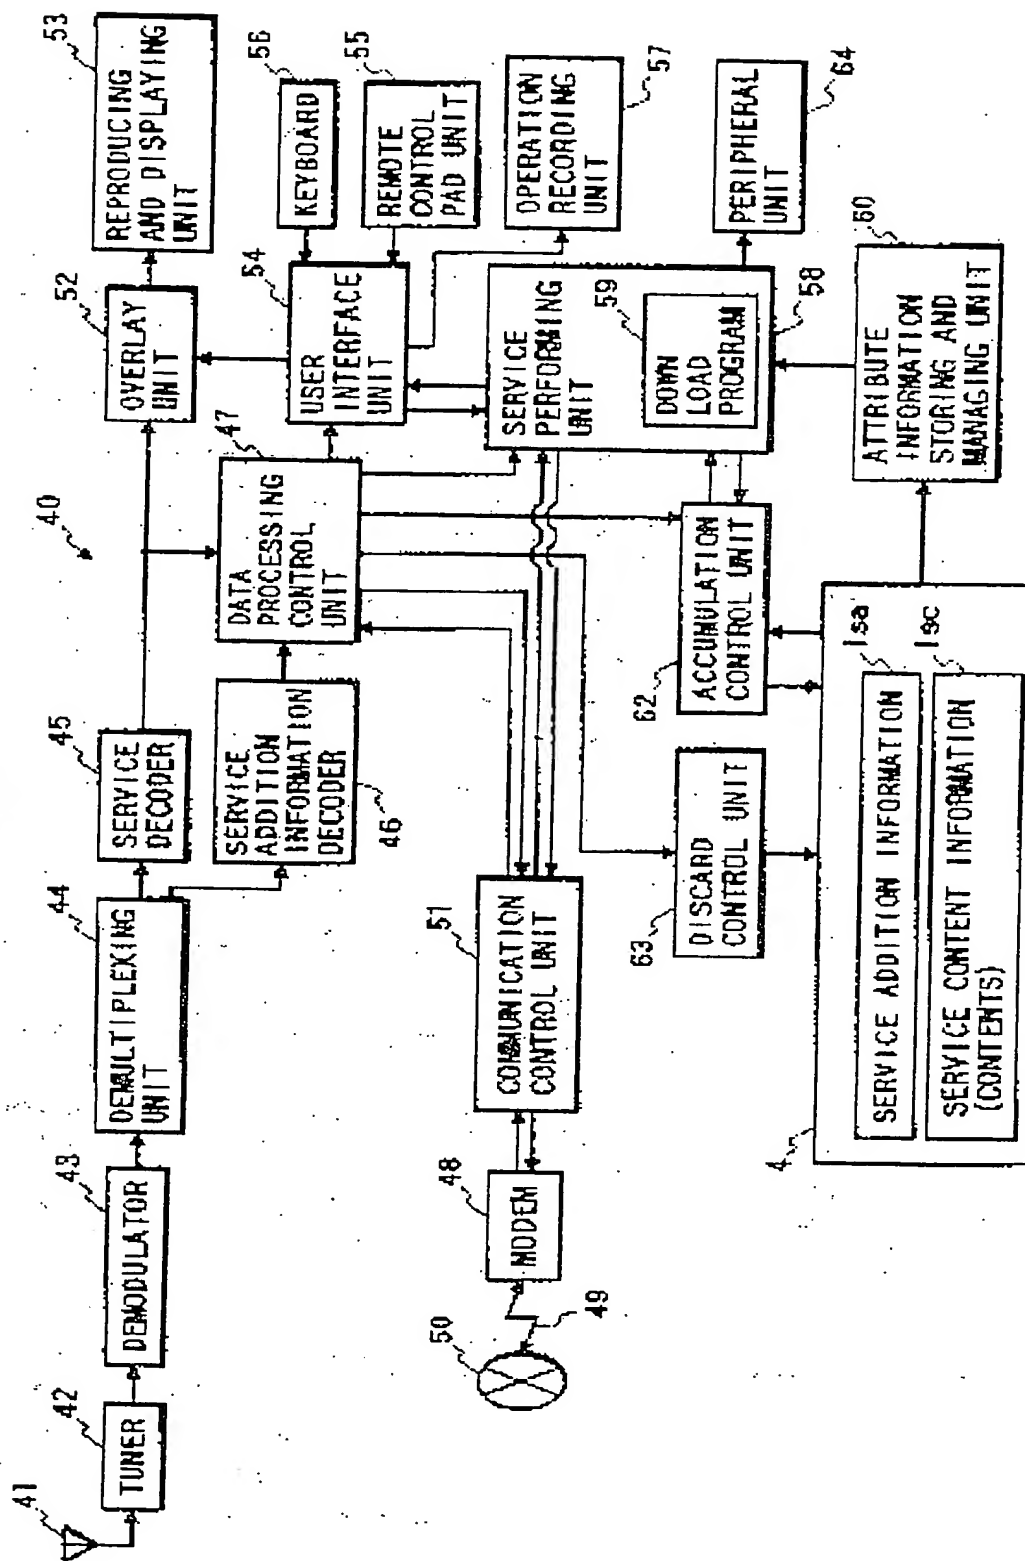 40
41
TUNER
42
DEMODULATOR
43
DEMULTIPLEXING
UNIT
44
SERVICE
DECODER
45
OVERLAY
UNIT
52
REPRODUCING
AND DISPLAYING
UNIT
53
SERVICE
ADDITION
INFORMATION
DECODER
46
DATA
PROCESSING
CONTROL
UNIT
47
USER
INTERFACE
UNIT
54
KEYBOARD
56
REMOTE
CONTROL
PAD UNIT
55
OPERATION
RECORDING
UNIT
57
50
49
MODEM
48
COMMUNICATION
CONTROL UNIT
51
SERVICE
PERFORMING
UNIT
59
DOWN
LOAD
PROGRAM
58
PERIPHERAL
UNIT
64
DISCARD
CONTROL UNIT
63
ACCUMULATION
CONTROL UNIT
62
ATTRIBUTE
INFORMATION
STORING AND
MANAGING UNIT
60
4
SERVICE ADDITION INFORMATION
Isa
SERVICE CONTENT INFORMATION
(CONTENTS)
Isc